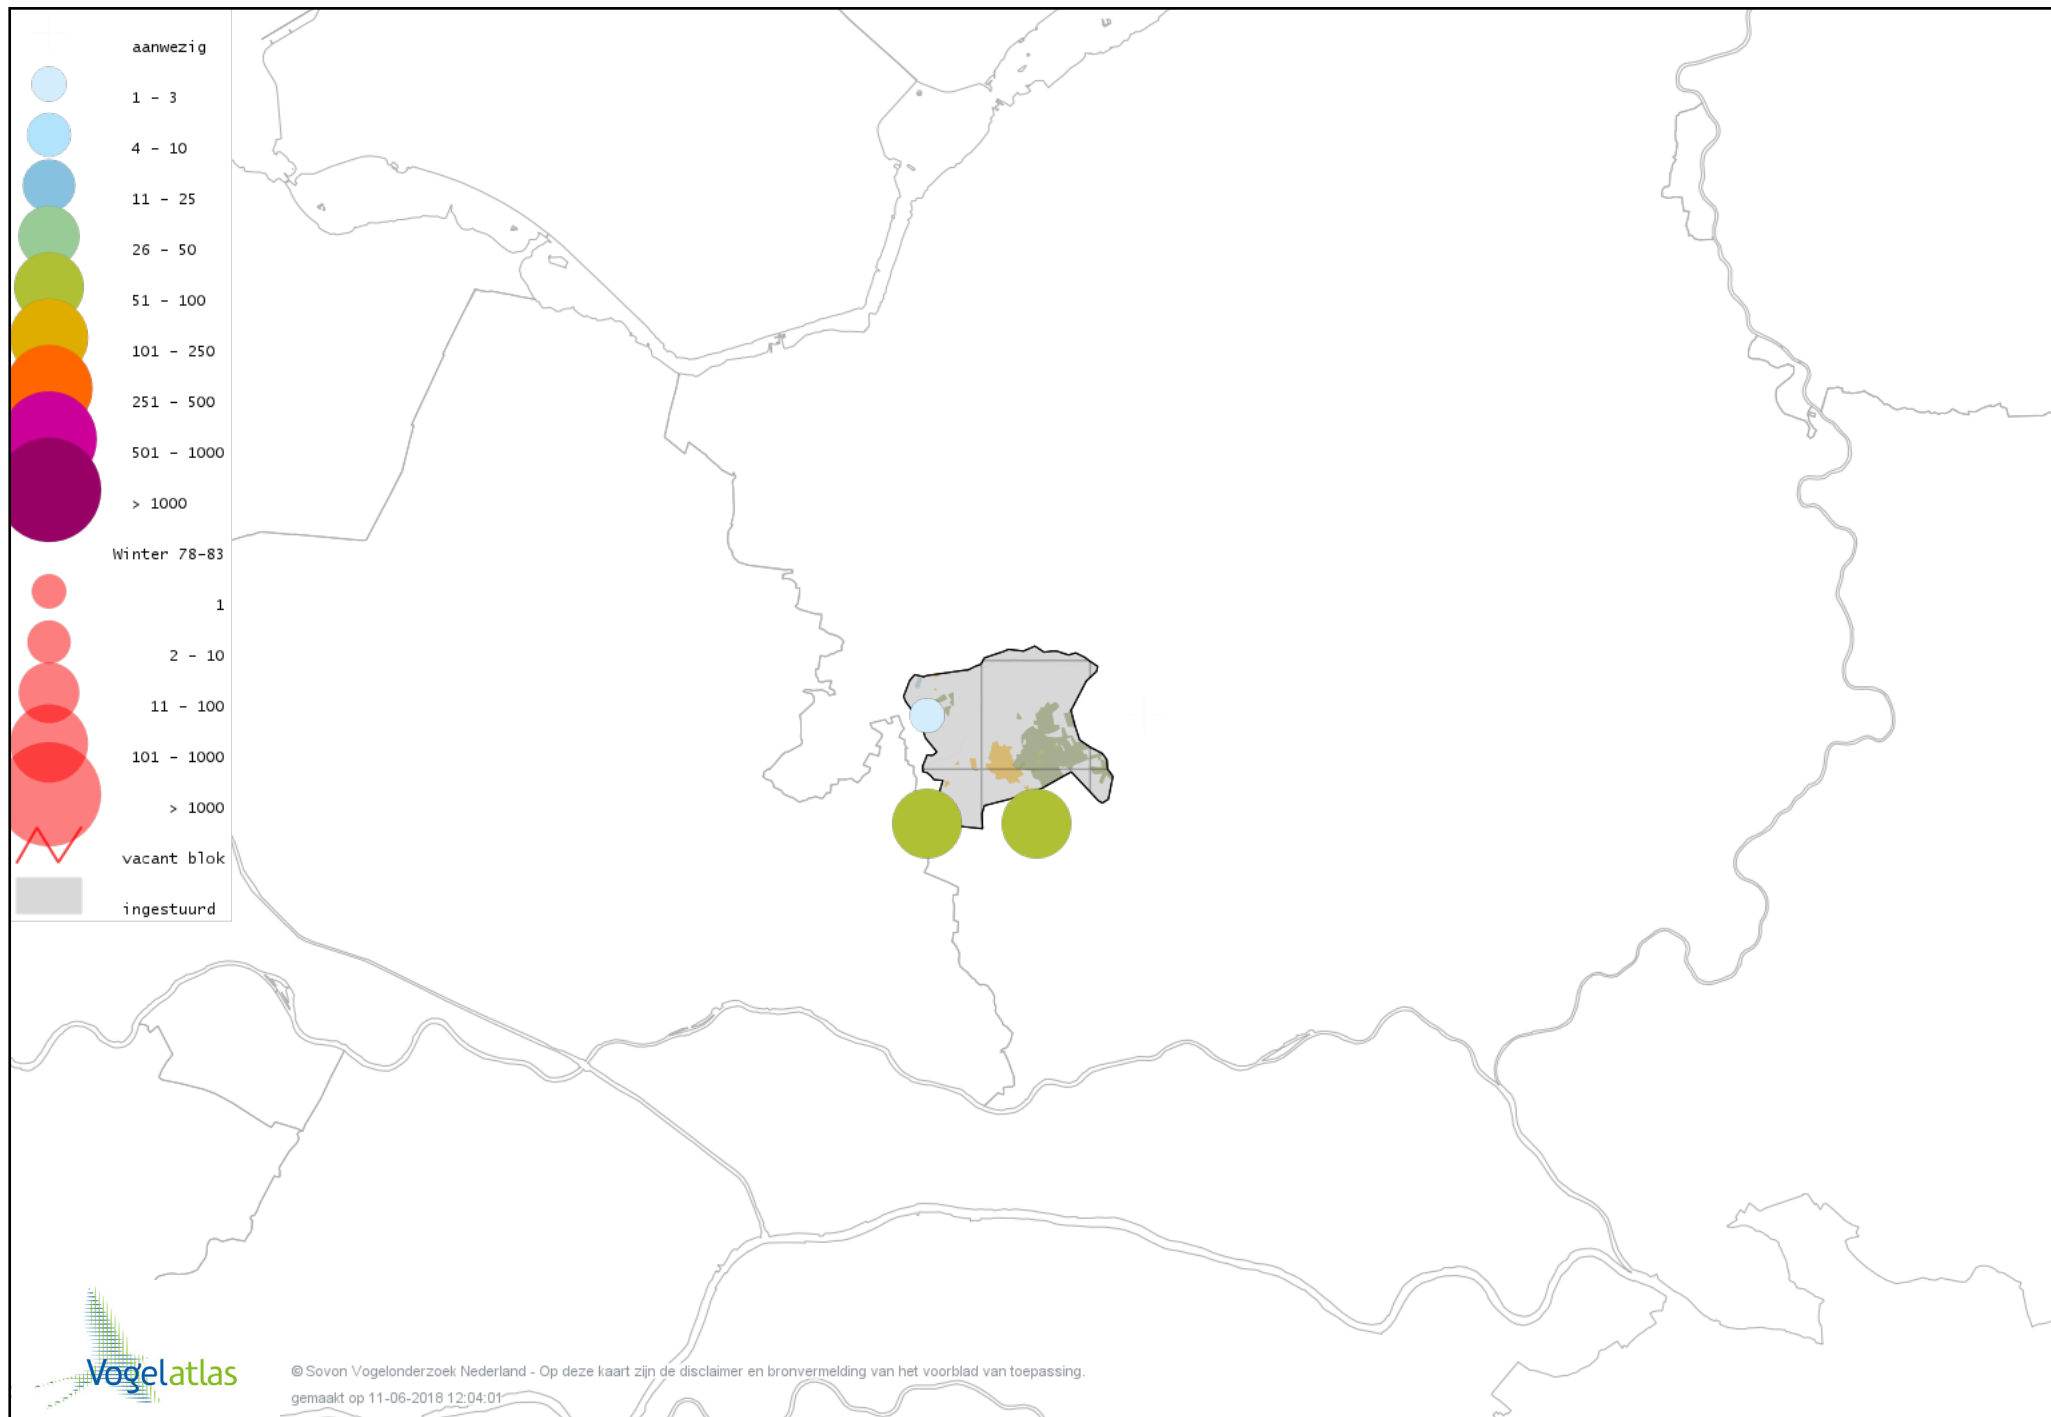 aanwezig
1 - 3
4 - 10
11 - 25
26 - 50
51 - 100
101 - 250
251 - 500
501 - 1000
> 1000
Winter 78-83
1
2 - 10
11 - 100
101 - 1000
> 1000
vacant blok
ingestuurd
Vogelatlas
© Sovon Vogelonderzoek Nederland - Op deze kaart zijn de disclaimer en bronvermelding van het voorblad van toepassing.
gemaakt op 11-06-2018 12:04:01